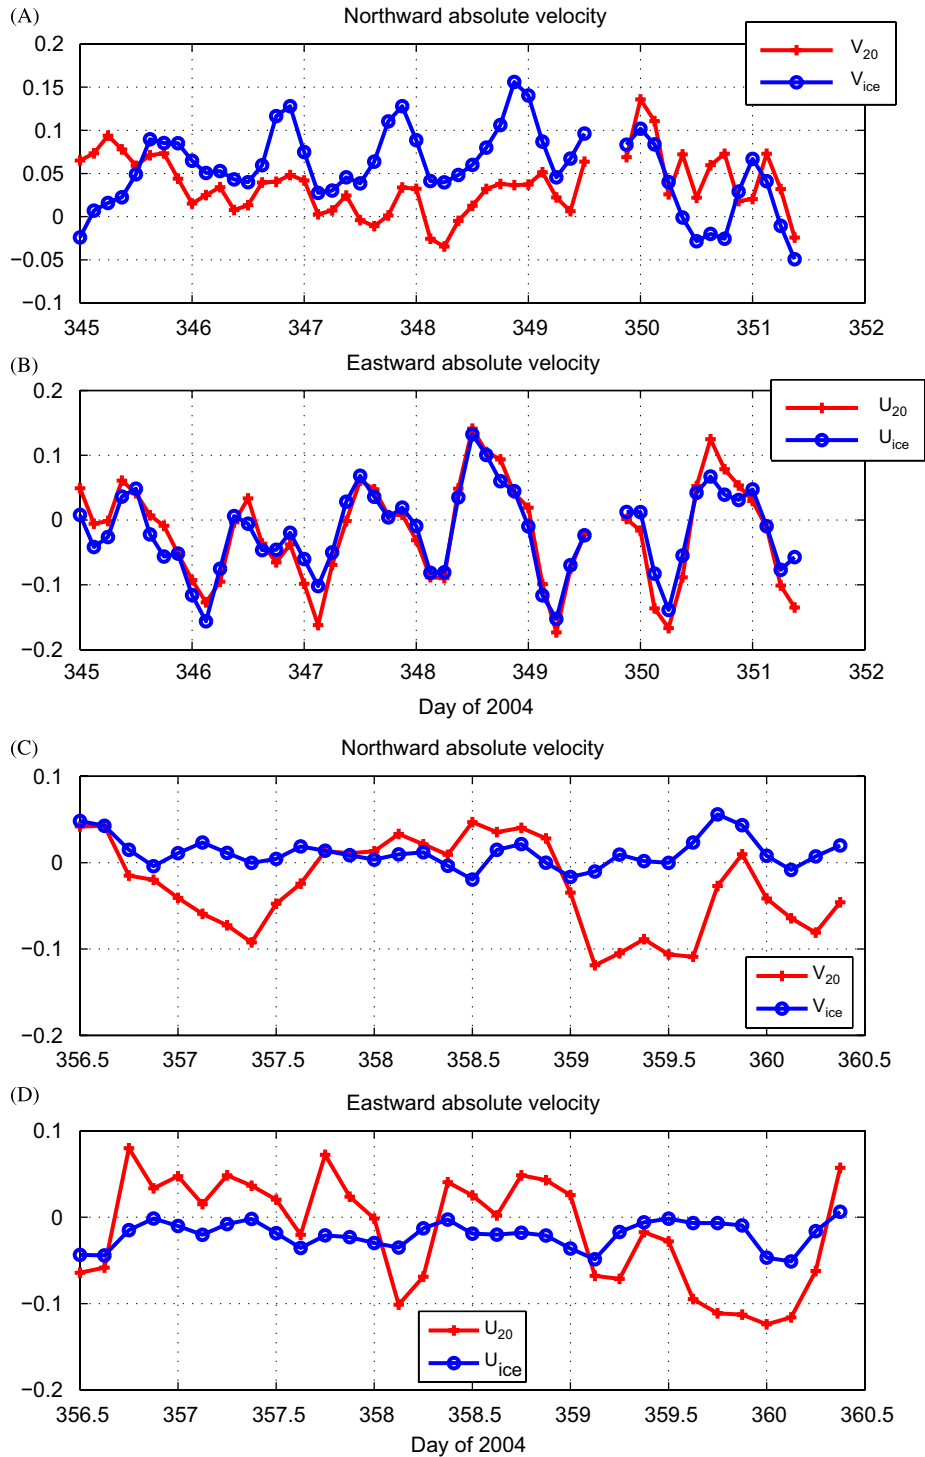 (A)
Northward absolute velocity
V20
Vice
0.2
0.15
0.1
0.05
0
−0.05
−0.1
345 346 347 348 349 350 351 352
(B)
Eastward absolute velocity
U20
Uice
0.2
0.1
0
−0.1
−0.2
345 346 347 348 349 350 351 352
Day of 2004
(C)
Northward absolute velocity
0.1
0
−0.1
−0.2
V20
Vice
356.5 357 357.5 358 358.5 359 359.5 360 360.5
(D)
Eastward absolute velocity
0.1
0
−0.1
−0.2
U20
Uice
356.5 357 357.5 358 358.5 359 359.5 360 360.5
Day of 2004